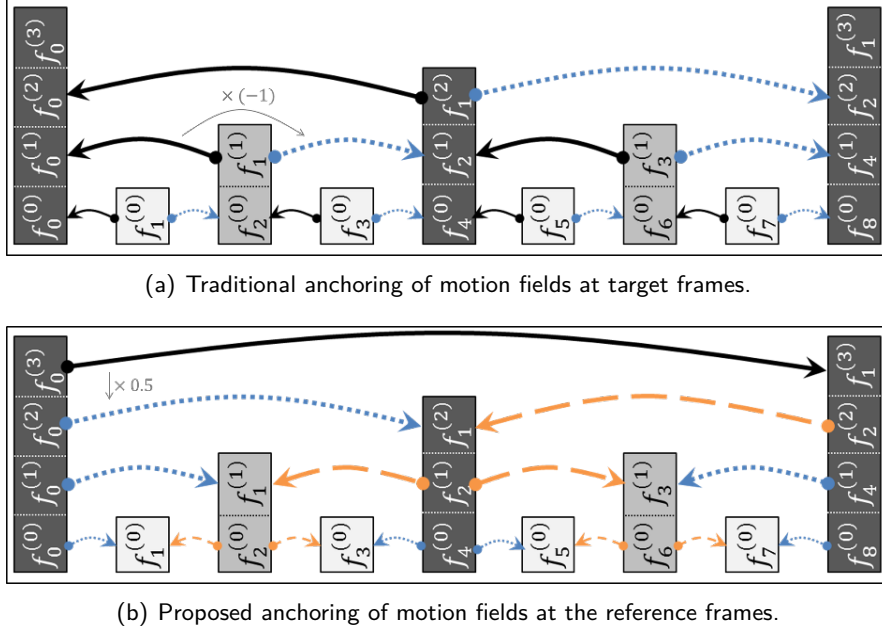 f_0^{(3)} f_1^{(3)}
f_0^{(2)} f_1^{(2)} f_2^{(2)}
× (−1)
f_0^{(1)} f_1^{(1)} f_2^{(1)} f_3^{(1)} f_4^{(1)}
f_0^{(0)} f_1^{(0)} f_2^{(0)} f_3^{(0)} f_4^{(0)} f_5^{(0)} f_6^{(0)} f_7^{(0)} f_8^{(0)}
(a) Traditional anchoring of motion fields at target frames.
f_0^{(3)} f_1^{(3)}
× 0.5
f_0^{(2)} f_1^{(2)} f_2^{(2)}
f_0^{(1)} f_1^{(1)} f_2^{(1)} f_3^{(1)} f_4^{(1)}
f_0^{(0)} f_1^{(0)} f_2^{(0)} f_3^{(0)} f_4^{(0)} f_5^{(0)} f_6^{(0)} f_7^{(0)} f_8^{(0)}
(b) Proposed anchoring of motion fields at the reference frames.